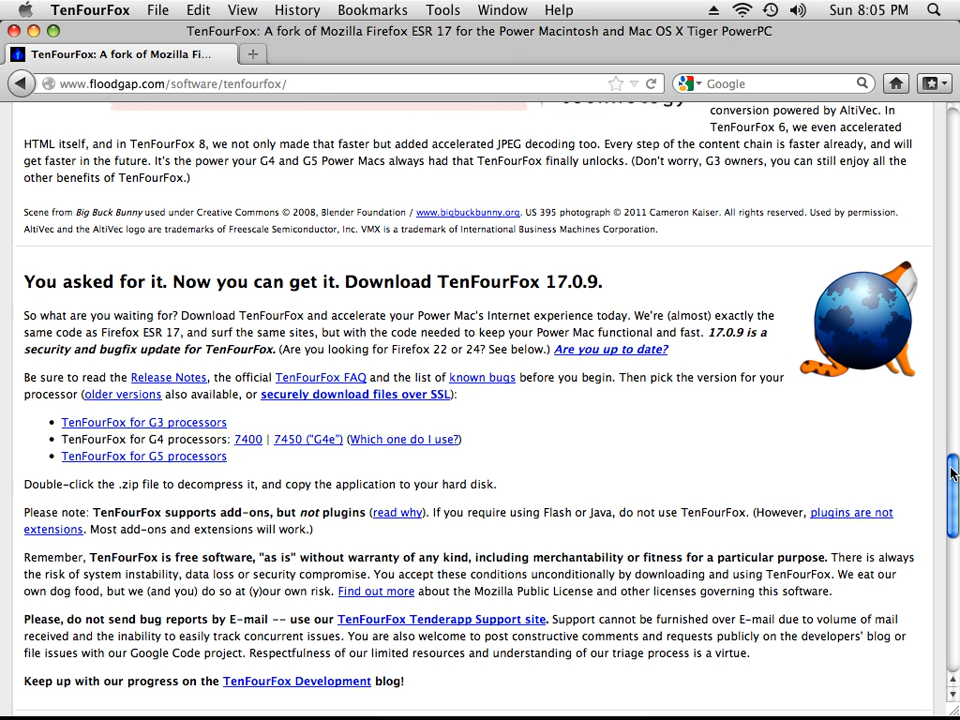 TenFourFox File Edit View History Bookmarks Tools Window Help Sun 8:05 PM
TenFourFox: A fork of Mozilla Firefox ESR 17 for the Power Macintosh and Mac OS X Tiger PowerPC
TenFourFox: A fork of Mozilla Fi...
www.floodgap.com/software/tenfourfox/ Google
conversion powered by AltiVec. In
TenFourFox 6, we even accelerated
HTML itself, and in TenFourFox 8, we not only made that faster but added accelerated JPEG decoding too. Every step of the content chain is faster already, and will
get faster in the future. It's the power your G4 and G5 Power Macs always had that TenFourFox finally unlocks. (Don't worry, G3 owners, you can still enjoy all the
other benefits of TenFourFox.)
Scene from Big Buck Bunny used under Creative Commons © 2008, Blender Foundation / www.bigbuckbunny.org. US 395 photograph © 2011 Cameron Kaiser. All rights reserved. Used by permission.
AltiVec and the AltiVec logo are trademarks of Freescale Semiconductor, Inc. VMX is a trademark of International Business Machines Corporation.
You asked for it. Now you can get it. Download TenFourFox 17.0.9.
So what are you waiting for? Download TenFourFox and accelerate your Power Mac's Internet experience today. We're (almost) exactly the
same code as Firefox ESR 17, and surf the same sites, but with the code needed to keep your Power Mac functional and fast. 17.0.9 is a
security and bugfix update for TenFourFox. (Are you looking for Firefox 22 or 24? See below.) Are you up to date?
Be sure to read the Release Notes, the official TenFourFox FAQ and the list of known bugs before you begin. Then pick the version for your
processor (older versions also available, or securely download files over SSL):
• TenFourFox for G3 processors
• TenFourFox for G4 processors: 7400 | 7450 ("G4e") (Which one do I use?)
• TenFourFox for G5 processors
Double-click the .zip file to decompress it, and copy the application to your hard disk.
Please note: TenFourFox supports add-ons, but not plugins (read why). If you require using Flash or Java, do not use TenFourFox. (However, plugins are not
extensions. Most add-ons and extensions will work.)
Remember, TenFourFox is free software, "as is" without warranty of any kind, including merchantability or fitness for a particular purpose. There is always
the risk of system instability, data loss or security compromise. You accept these conditions unconditionally by downloading and using TenFourFox. We eat our
own dog food, but we (and you) do so at (y)our own risk. Find out more about the Mozilla Public License and other licenses governing this software.
Please, do not send bug reports by E-mail -- use our TenFourFox Tenderapp Support site. Support cannot be furnished over E-mail due to volume of mail
received and the inability to easily track concurrent issues. You are also welcome to post constructive comments and requests publicly on the developers' blog or
file issues with our Google Code project. Respectfulness of our limited resources and understanding of our triage process is a virtue.
Keep up with our progress on the TenFourFox Development blog!